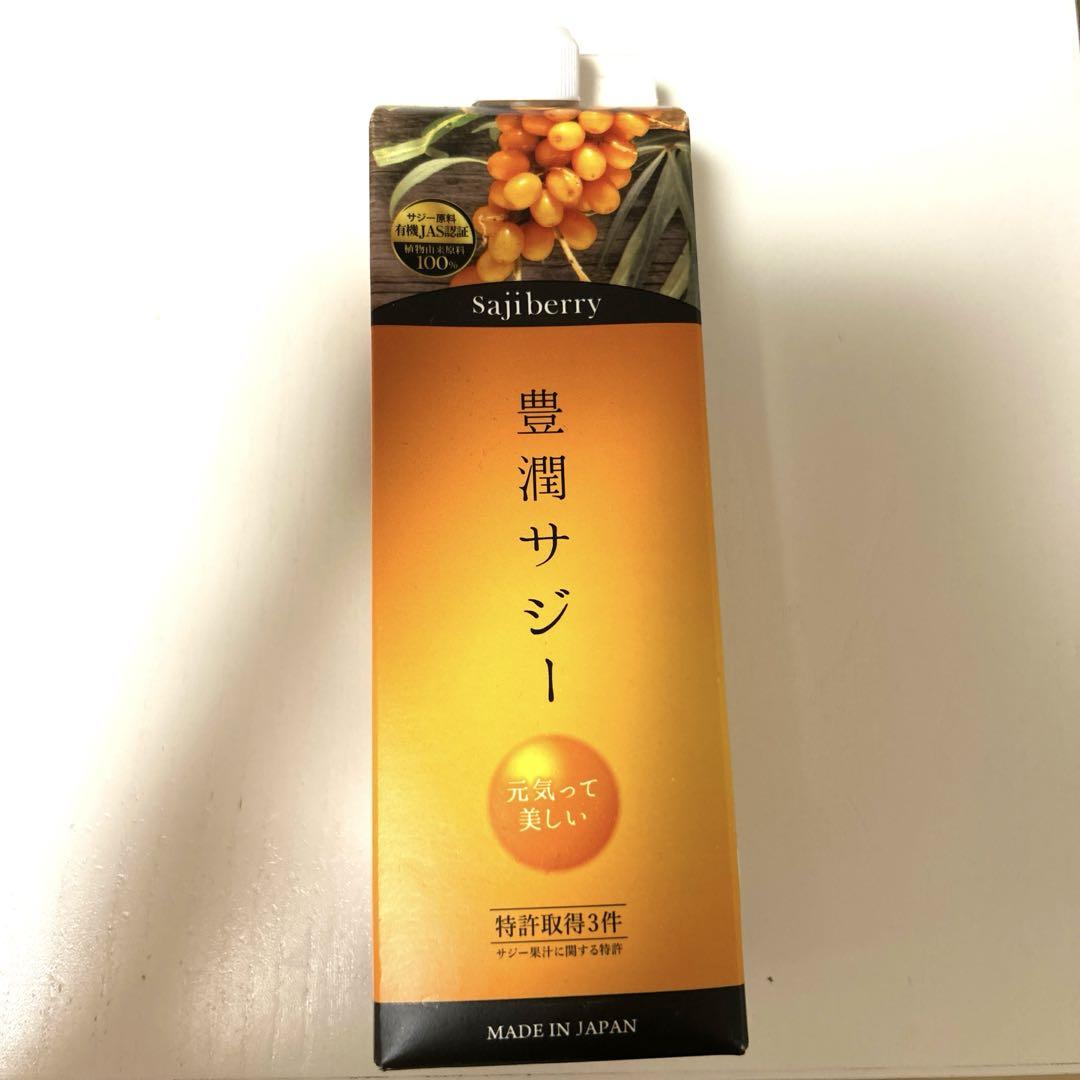 サジー原料
有機JAS認証
植物由来原料
100%
sajiberry
豊潤サジー
元気って
美しい
特許取得3件
サジー果汁に関する特許
MADE IN JAPAN